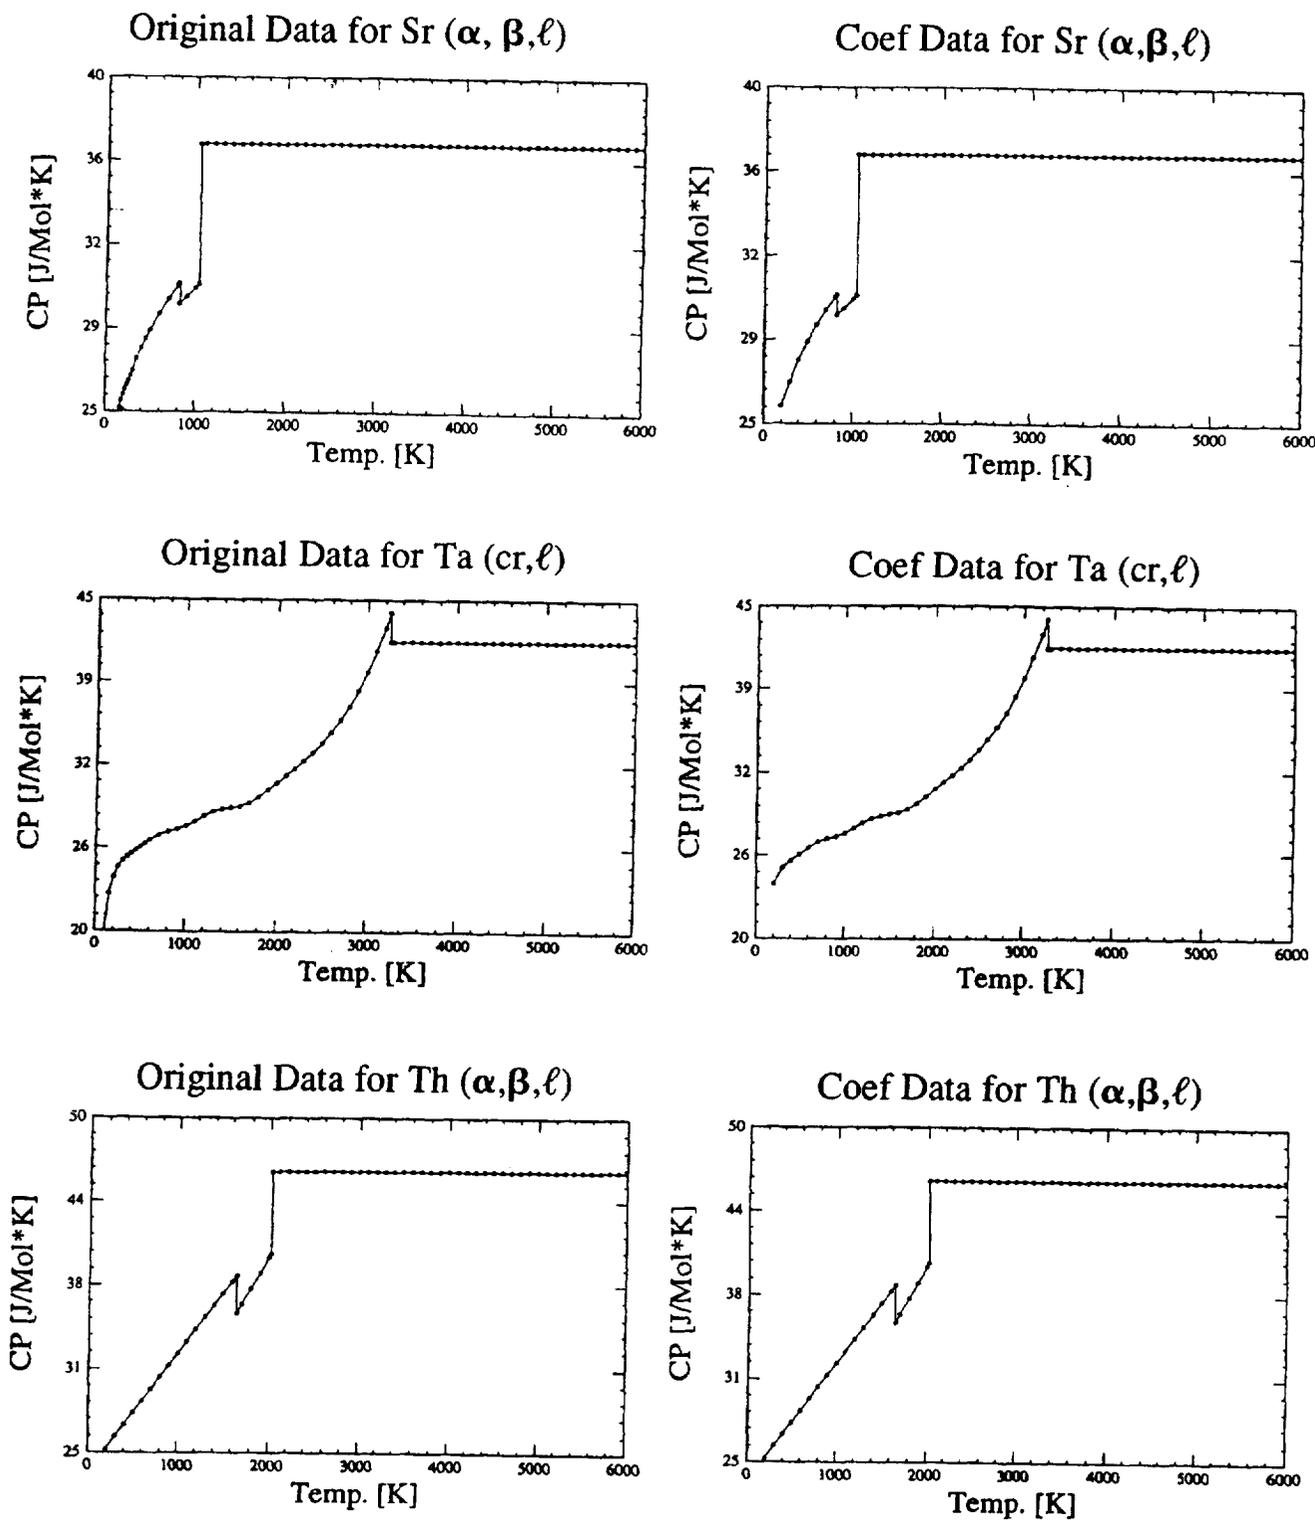 Original Data for Sr (α, β,ℓ)
40
36
32
29
25
CP [J/Mol*K]
0 1000 2000 3000 4000 5000 6000
Temp. [K]
Coef Data for Sr (α,β,ℓ)
40
36
32
29
25
CP [J/Mol*K]
0 1000 2000 3000 4000 5000 6000
Temp. [K]
Original Data for Ta (cr,ℓ)
45
39
32
26
20
CP [J/Mol*K]
0 1000 2000 3000 4000 5000 6000
Temp. [K]
Coef Data for Ta (cr,ℓ)
45
39
32
26
20
CP [J/Mol*K]
0 1000 2000 3000 4000 5000 6000
Temp. [K]
Original Data for Th (α,β,ℓ)
50
44
38
31
25
CP [J/Mol*K]
0 1000 2000 3000 4000 5000 6000
Temp. [K]
Coef Data for Th (α,β,ℓ)
50
44
38
31
25
CP [J/Mol*K]
0 1000 2000 3000 4000 5000 6000
Temp. [K]